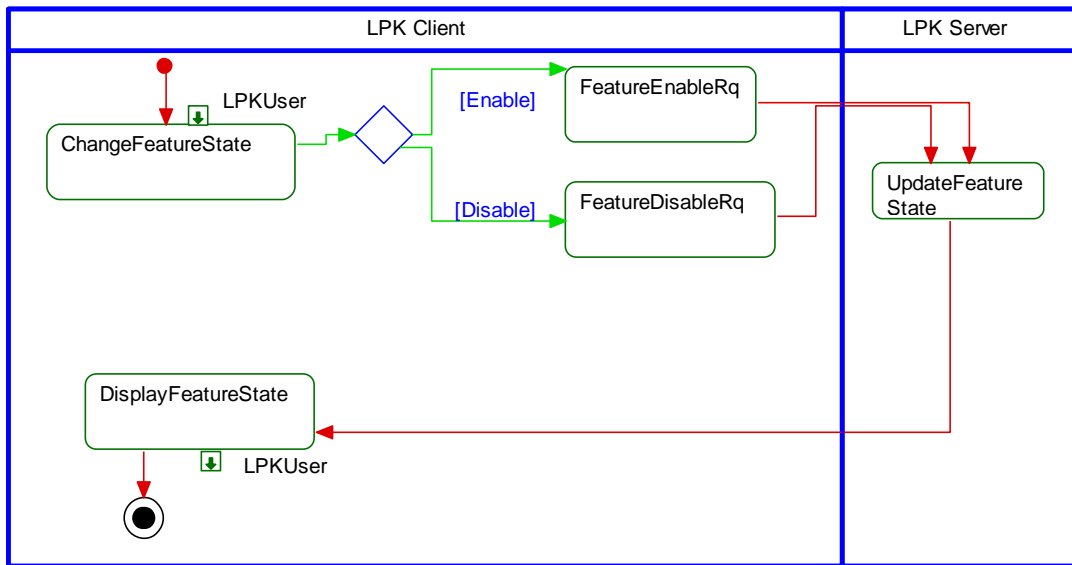 LPK Client
LPK Server
LPKUser
ChangeFeatureState
[Enable]
FeatureEnableRq
[Disable]
FeatureDisableRq
UpdateFeature
State
DisplayFeatureState
LPKUser